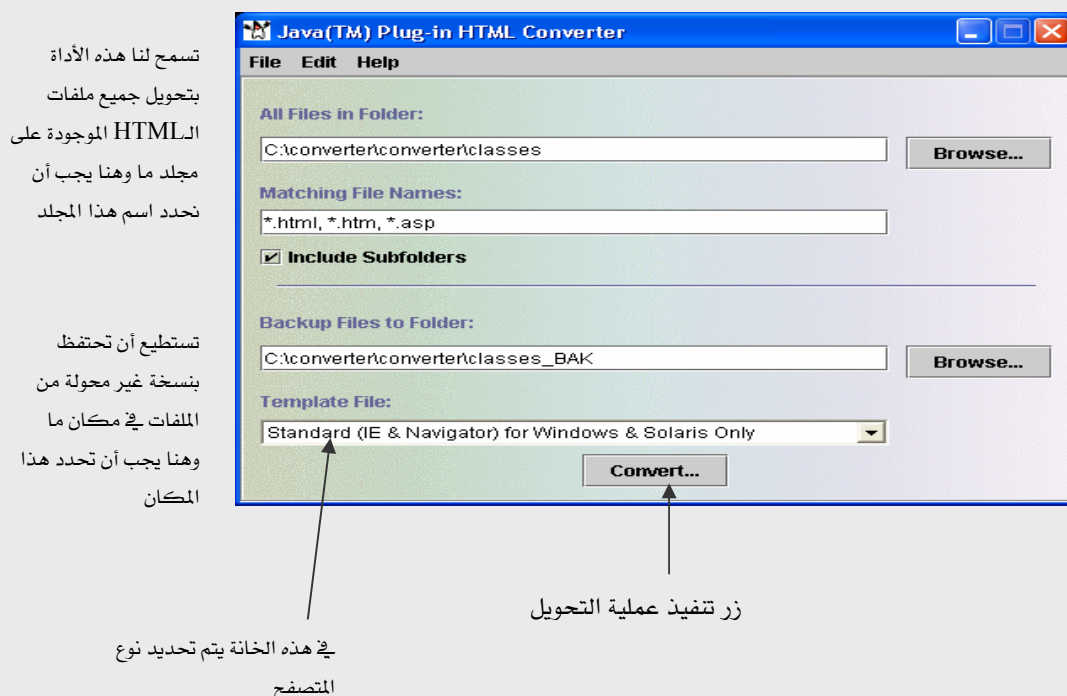 Java(TM) Plug-in HTML Converter
File Edit Help
تسمح لنا هذه الأداة
بتحويل جميع ملفات
الـHTML الموجودة على
مجلد ما وهنا يجب أن
نحدد اسم هذا المجلد
All Files in Folder:
C:\converter\converter\classes
Browse...
Matching File Names:
*.html, *.htm, *.asp
Include Subfolders
تستطيع أن تحتفظ
بنسخة غير محولة من
الملفات في مكان ما
وهنا يجب أن تحدد هذا
المكان
Backup Files to Folder:
C:\converter\converter\classes_BAK
Browse...
Template File:
Standard (IE & Navigator) for Windows & Solaris Only
Convert...
زر تنفيذ عملية التحويل
في هذه الخانة يتم تحديد نوع
المتصفح